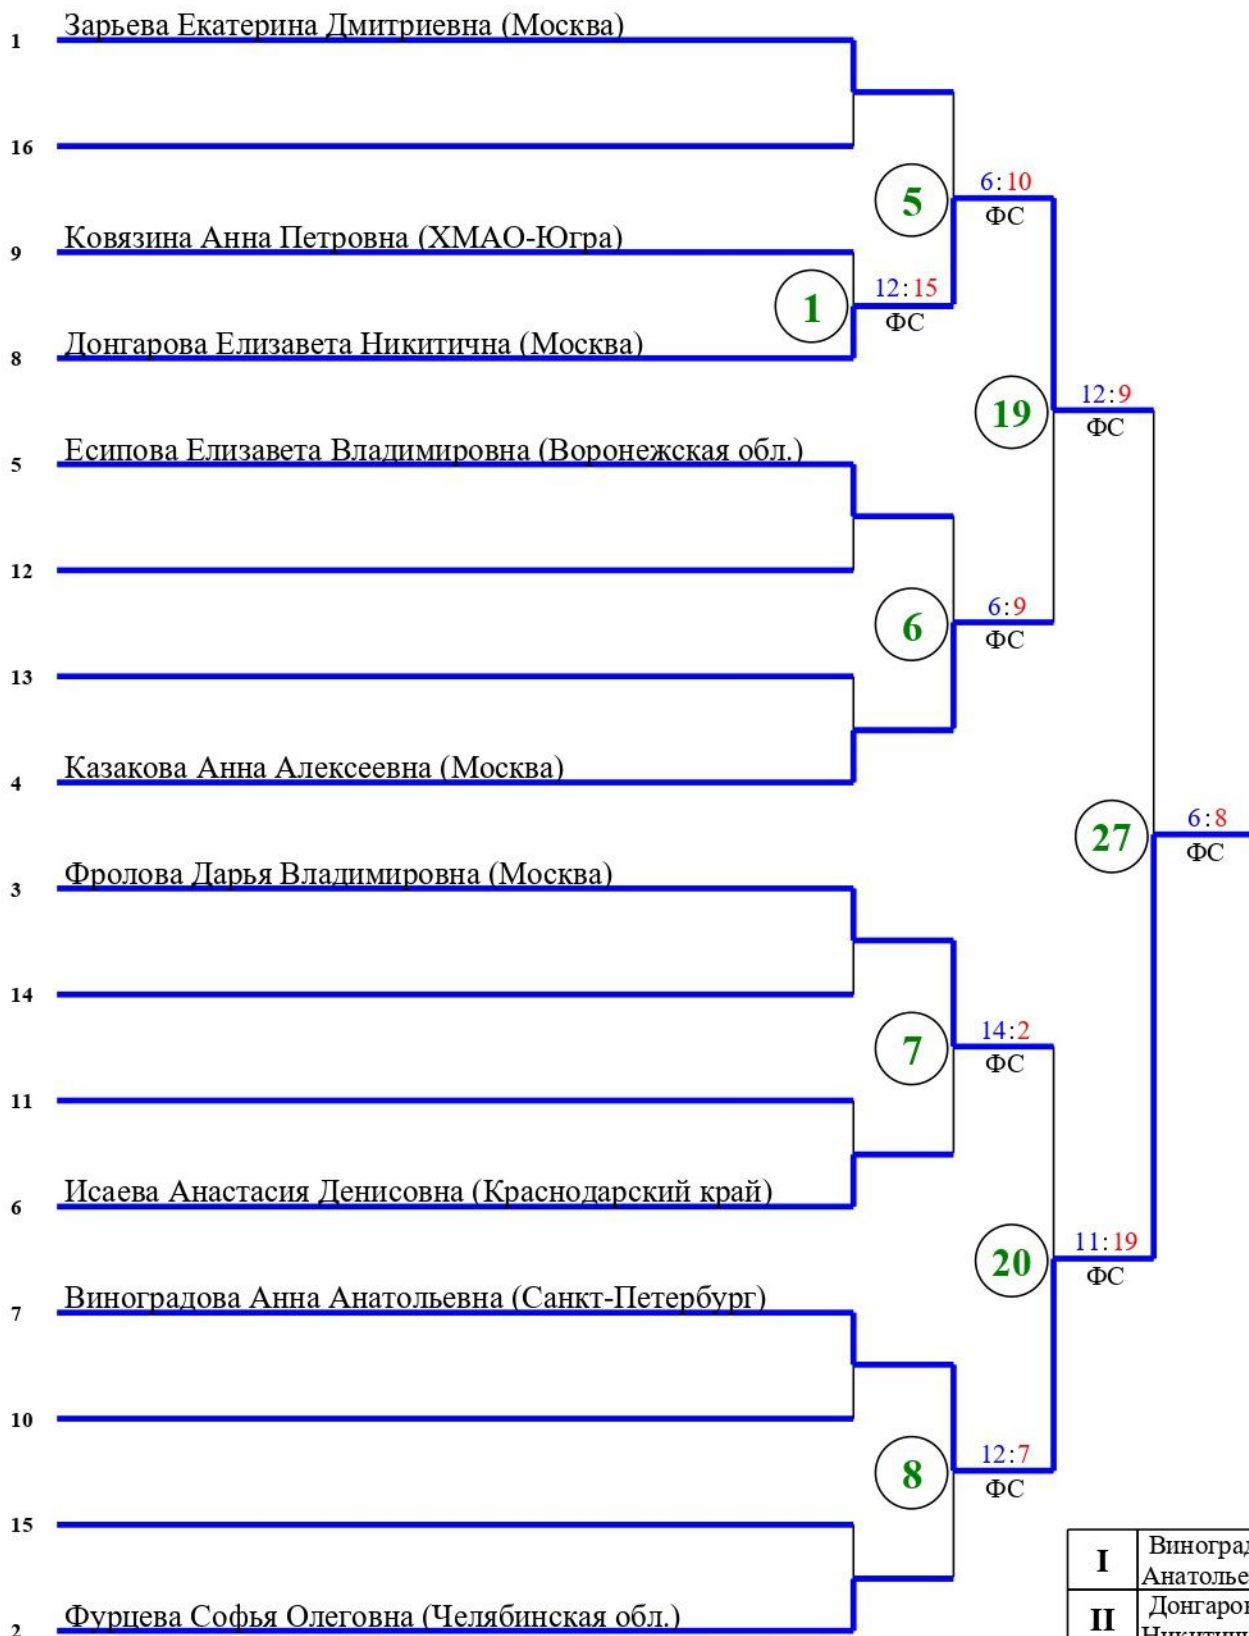 Зарьева Екатерина Дмитриевна (Москва)
1
16
5
6:10
ФС
Ковязина Анна Петровна (ХМАО-Югра)
9
1
12:15
ФС
Донгарова Елизавета Никитична (Москва)
8
19
12:9
ФС
Есипова Елизавета Владимировна (Воронежская обл.)
5
12
6
6:9
ФС
13
Казакова Анна Алексеевна (Москва)
4
27
6:8
ФС
Фролова Дарья Владимировна (Москва)
3
14
7
14:2
ФС
11
Исаева Анастасия Денисовна (Краснодарский край)
6
20
11:19
ФС
Виноградова Анна Анатольевна (Санкт-Петербург)
7
10
8
12:7
ФС
15
Фурцева Софья Олеговна (Челябинская обл.)
2
I
II